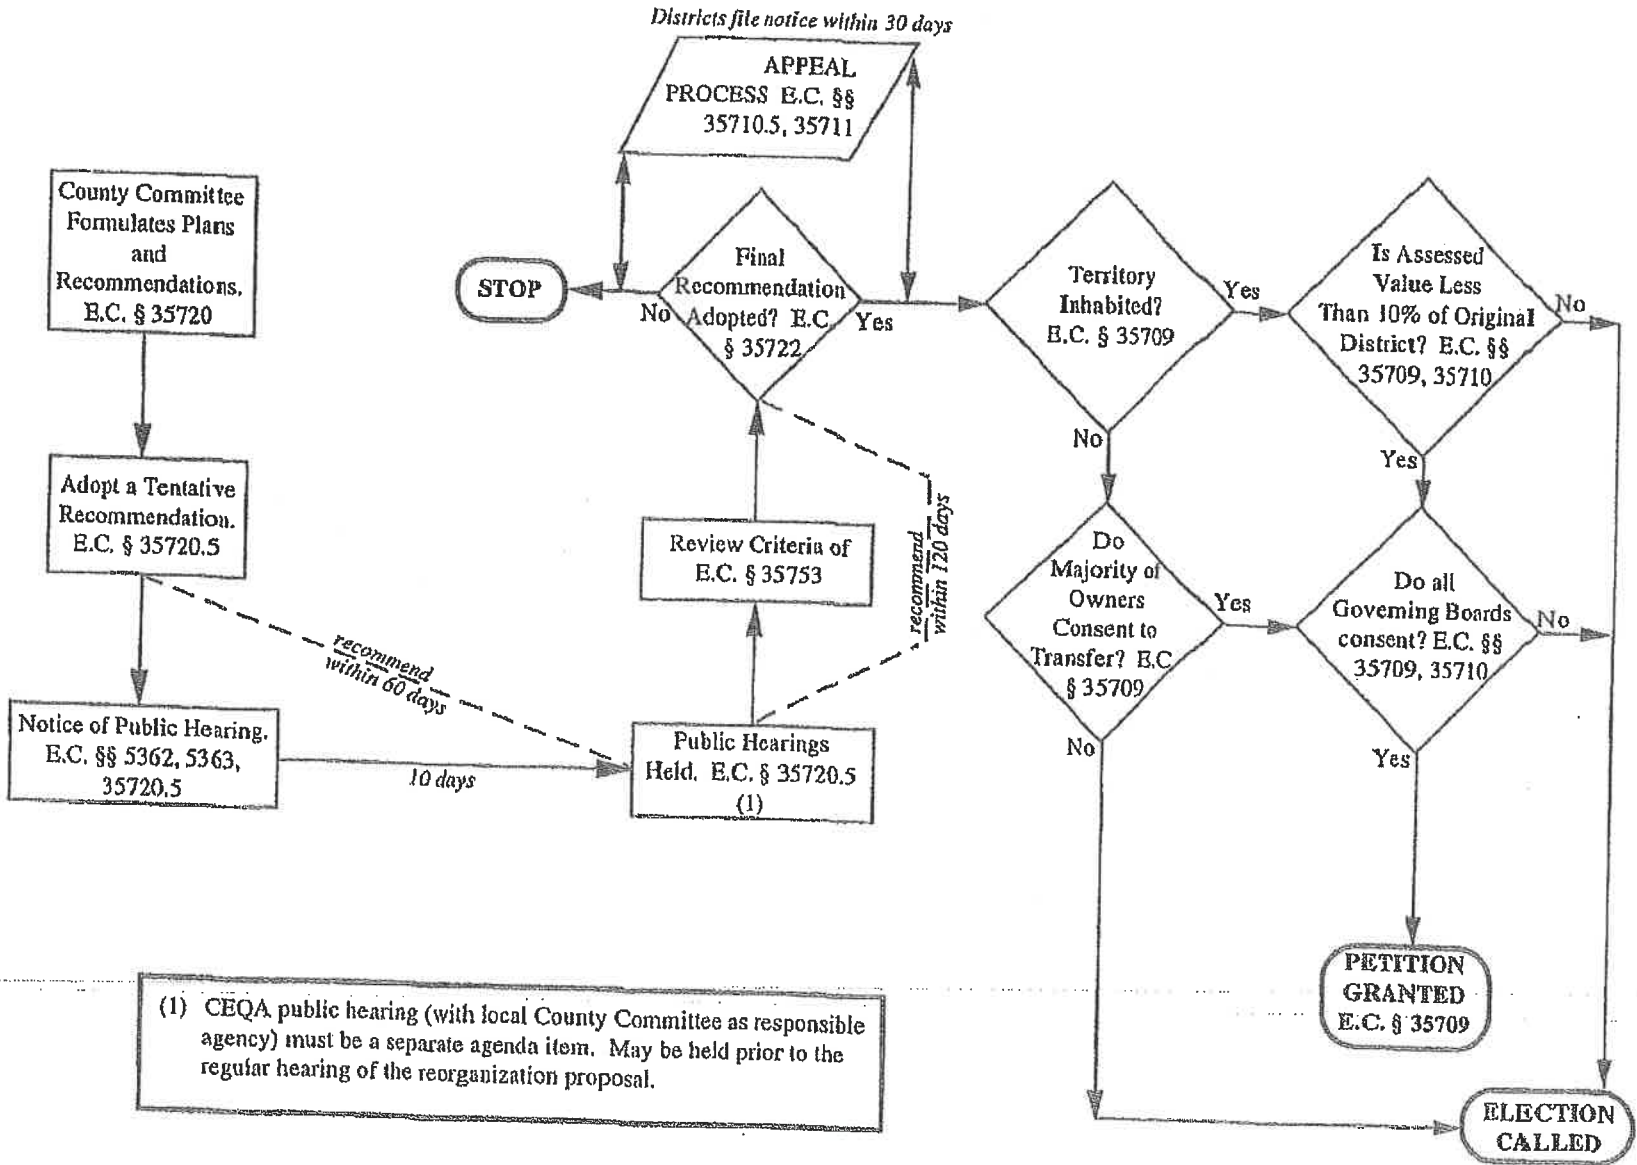 Districts file notice within 30 days
APPEAL
PROCESS E.C. §§
35710.5, 35711
County Committee
Formulates Plans
and
Recommendations.
E.C. § 35720
Adopt a Tentative
Recommendation.
E.C. § 35720.5
Notice of Public Hearing.
E.C. §§ 5362, 5363,
35720.5
recommend
within 60 days
10 days
Public Hearings
Held. E.C. § 35720.5
(1)
Review Criteria of
E.C. § 35753
recommend
within 120 days
Final
Recommendation
Adopted? E.C.
§ 35722
No
Yes
STOP
Territory
Inhabited?
E.C. § 35709
Yes
No
Is Assessed
Value Less
Than 10% of Original
District? E.C. §§
35709, 35710
No
Yes
Do
Majority of
Owners
Consent to
Transfer? E.C
§ 35709
Yes
No
Do all
Governing Boards
consent? E.C. §§
35709, 35710
No
Yes
PETITION
GRANTED
E.C. § 35709
ELECTION
CALLED
(1) CEQA public hearing (with local County Committee as responsible
agency) must be a separate agenda item. May be held prior to the
regular hearing of the reorganization proposal.